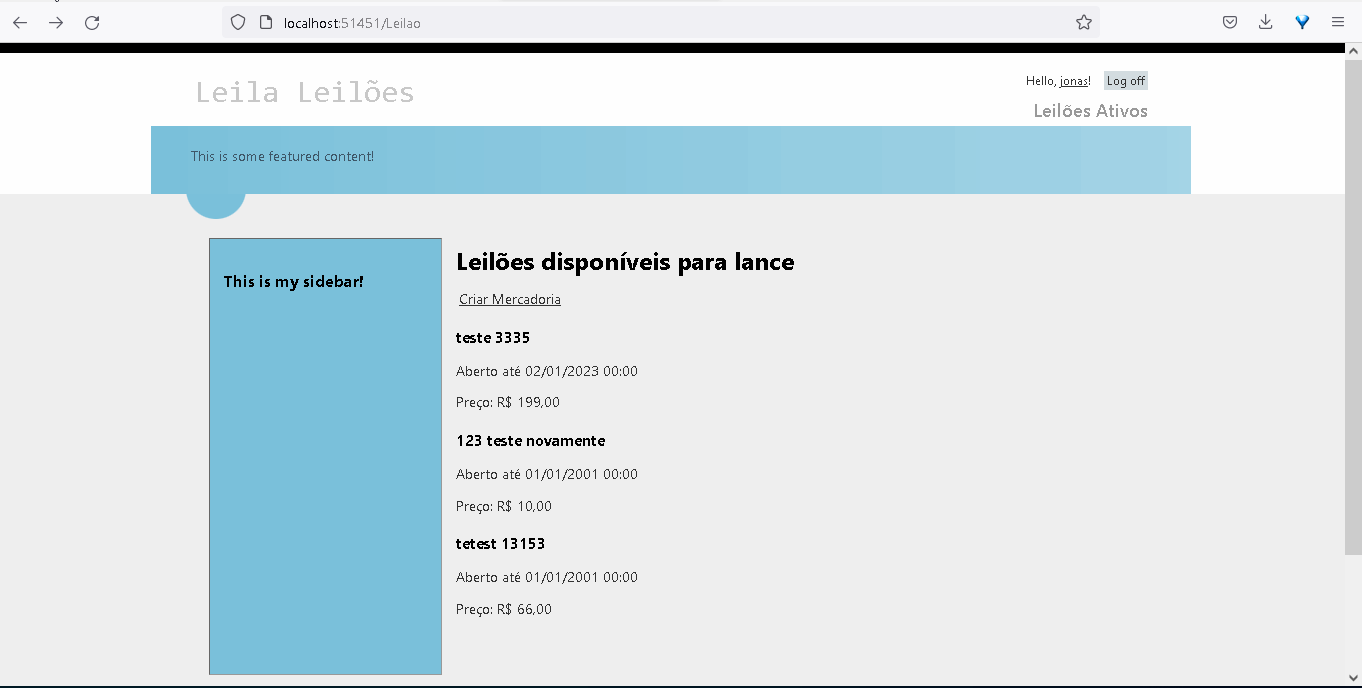 localhost:51451/Leilao
Leila Leilões
Hello, jonas! Log off
Leilões Ativos
This is some featured content!
This is my sidebar!
Leilões disponíveis para lance
Criar Mercadoria
teste 3335
Aberto até 02/01/2023 00:00
Preço: R$ 199,00
123 teste novamente
Aberto até 01/01/2001 00:00
Preço: R$ 10,00
tetest 13153
Aberto até 01/01/2001 00:00
Preço: R$ 66,00